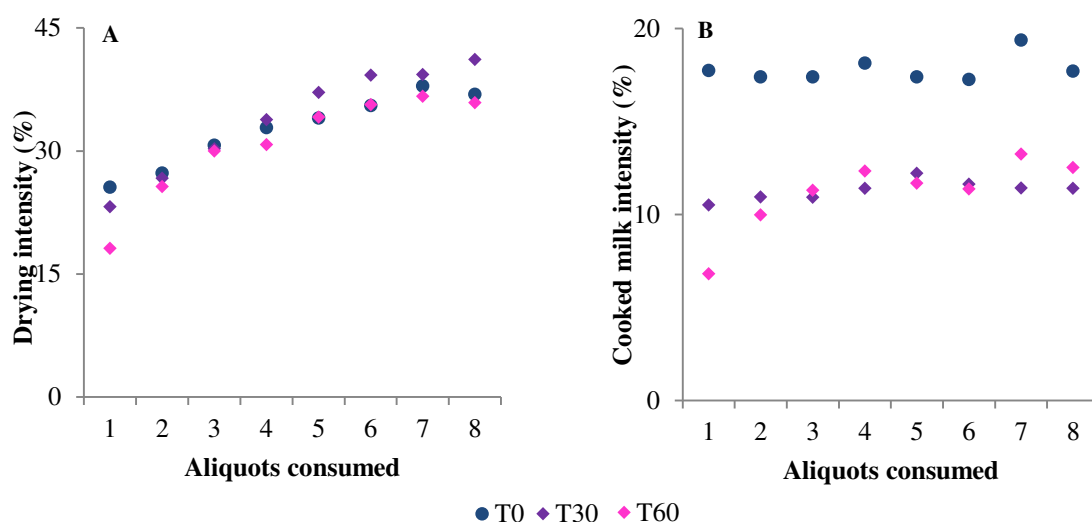 A
Drying intensity (%)
45
30
15
0
1 2 3 4 5 6 7 8
Aliquots consumed
B
Cooked milk intensity (%)
20
10
0
1 2 3 4 5 6 7 8
Aliquots consumed
T0 T30 T60